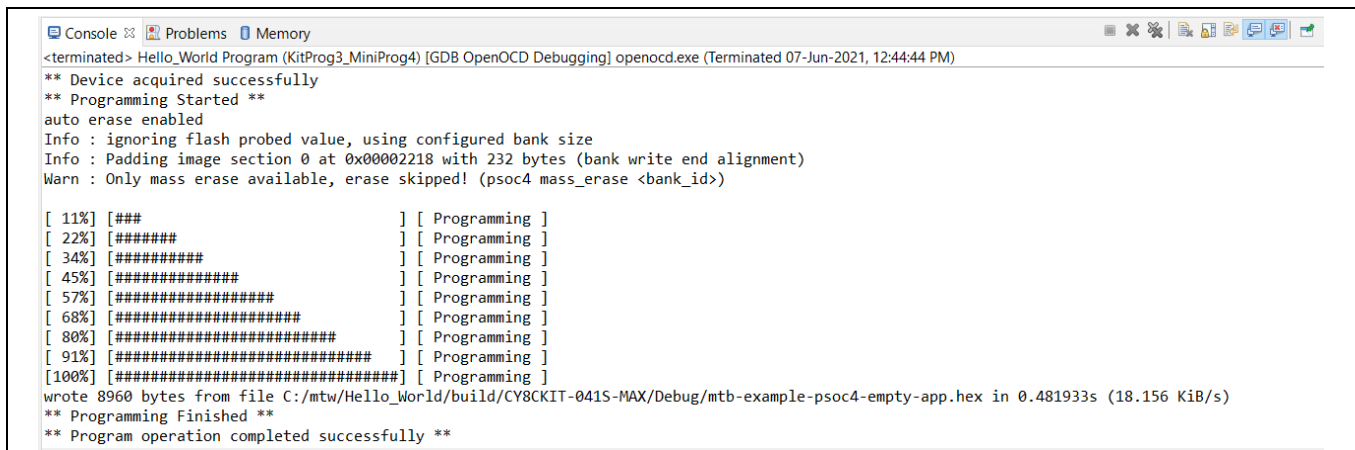 Console Problems Memory
<terminated> Hello_World Program (KitProg3_MiniProg4) [GDB OpenOCD Debugging] openocd.exe (Terminated 07-Jun-2021, 12:44:44 PM)
** Device acquired successfully
** Programming Started **
auto erase enabled
Info : ignoring flash probed value, using configured bank size
Info : Padding image section 0 at 0x00002218 with 232 bytes (bank write end alignment)
Warn : Only mass erase available, erase skipped! (psoc4 mass_erase <bank_id>)
[ 11%] [###                             ] [ Programming ]
[ 22%] [#######                         ] [ Programming ]
[ 34%] [##########                      ] [ Programming ]
[ 45%] [##############                  ] [ Programming ]
[ 57%] [##################              ] [ Programming ]
[ 68%] [#####################           ] [ Programming ]
[ 80%] [#########################       ] [ Programming ]
[ 91%] [#############################   ] [ Programming ]
[100%] [################################] [ Programming ]
wrote 8960 bytes from file C:/mtw/Hello_World/build/CY8CKIT-041S-MAX/Debug/mtb-example-psoc4-empty-app.hex in 0.481933s (18.156 KiB/s)
** Programming Finished **
** Program operation completed successfully **